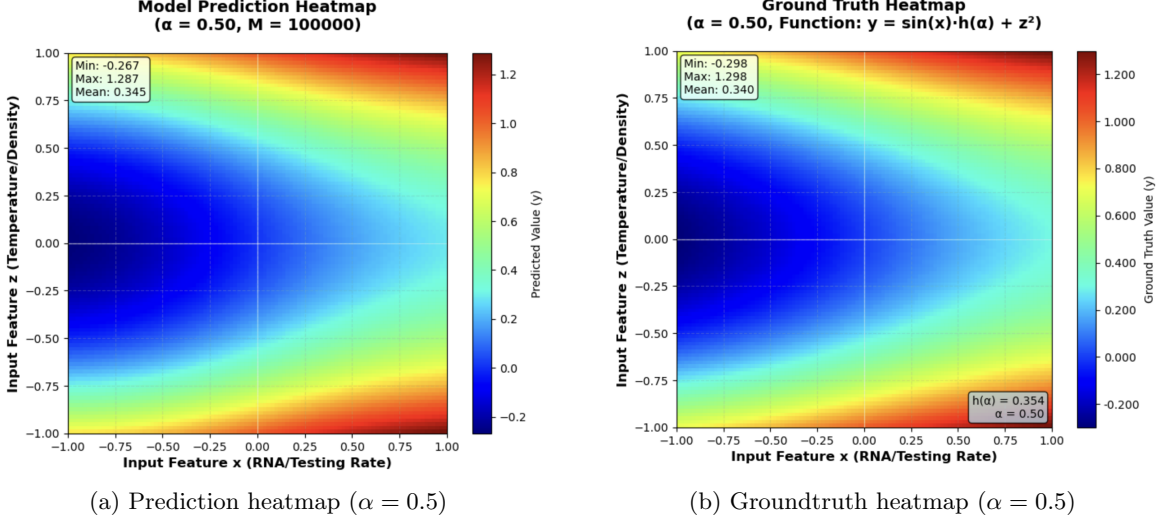 Model Prediction Heatmap
(α = 0.50, M = 100000)
Min: -0.267
Max: 1.287
Mean: 0.345
1.00
0.75
0.50
0.25
0.00
−0.25
−0.50
−0.75
−1.00
Input Feature z (Temperature/Density)
−1.00 −0.75 −0.50 −0.25 0.00 0.25 0.50 0.75 1.00
Input Feature x (RNA/Testing Rate)
1.2
1.0
0.8
0.6
0.4
0.2
0.0
−0.2
Predicted Value (y)
(a) Prediction heatmap (α = 0.5)
Ground Truth Heatmap
(α = 0.50, Function: y = sin(x)·h(α) + z²)
Min: -0.298
Max: 1.298
Mean: 0.340
1.00
0.75
0.50
0.25
0.00
−0.25
−0.50
−0.75
−1.00
Input Feature z (Temperature/Density)
h(α) = 0.354
α = 0.50
−1.00 −0.75 −0.50 −0.25 0.00 0.25 0.50 0.75 1.00
Input Feature x (RNA/Testing Rate)
1.200
1.000
0.800
0.600
0.400
0.200
0.000
-0.200
Ground Truth Value (y)
(b) Groundtruth heatmap (α = 0.5)